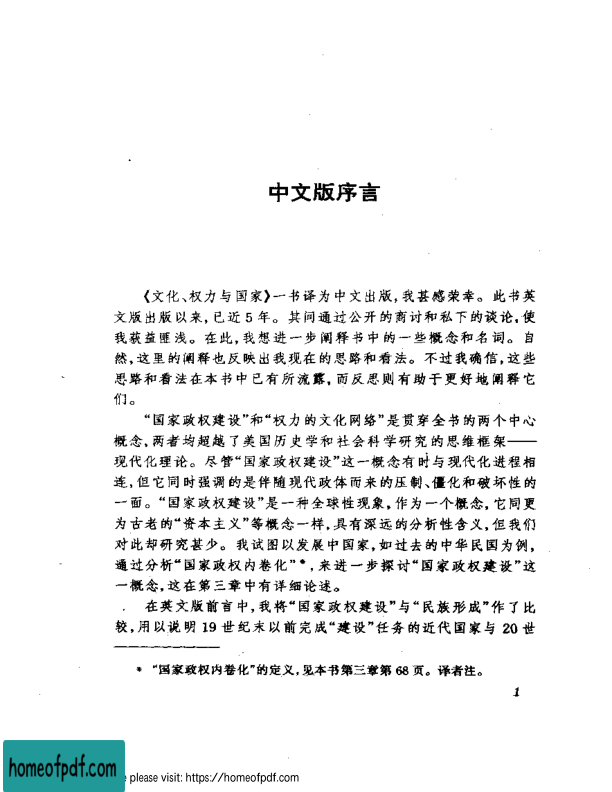 中文版序言
《文化、权力与国家》一书译为中文出版,我甚感荣幸。此书英
文版出版以来,已近5年。其间通过公开的商讨和私下的谈论,使
我获益匪浅。在此,我想进一步阐释书中的一些概念和名词。自
然,这里的阐释也反映出我现在的思路和看法。不过我确信,这些
思路和看法在本书中已有所流露,而反思则有助于更好地阐释它
们。
“国家政权建设”和“权力的文化网络”是贯穿全书的两个中心
概念,两者均超越了美国历史学和社会科学研究的思维框架——
现代化理论。尽管“国家政权建设”这一概念有时与现代化进程相
连,但它同时强调的是伴随现代政体而来的压制、僵化和破坏性的
一面。“国家政权建设”是一种全球性现象,作为一个概念,它同更
为古老的“资本主义”等概念一样,具有深远的分析性含义,但我们
对此却研究甚少。我试图以发展中国家,如过去的中华民国为例,
通过分析“国家政权内卷化”*,来进一步探讨“国家政权建设”这
一概念,这在第三章中有详细论述。
在英文版前言中,我将“国家政权建设”与“民族形成”作了比
较,用以说明19世纪末以前完成“建设”任务的近代国家与20世
* “国家政权内卷化”的定义,见本书第三章第68页。译者注。
1
homeofpdf.com
e please visit: https://homeofpdf.com